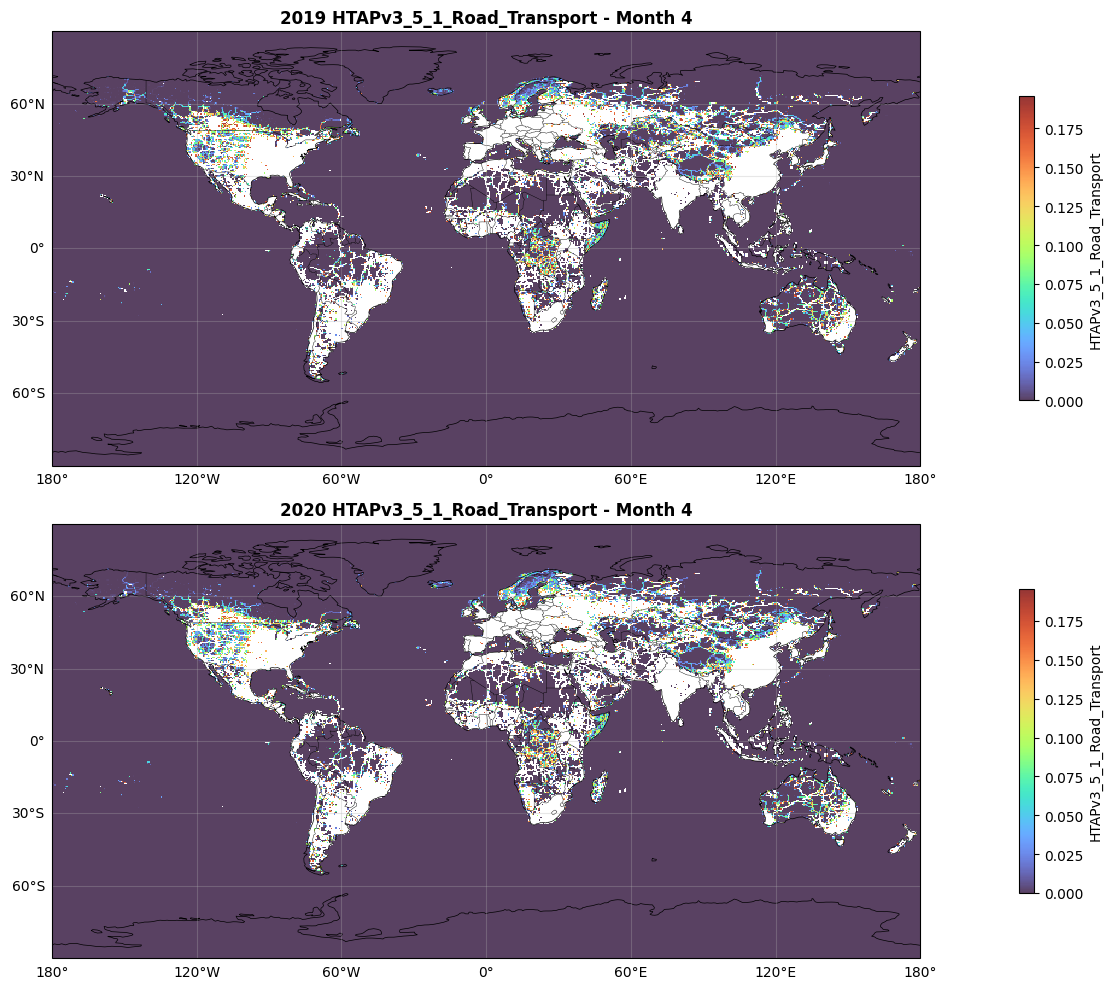 2019 HTAPv3_5_1_Road_Transport - Month 4
60°N
30°N
0°
30°S
60°S
180° 120°W 60°W 0° 60°E 120°E 180°
0.175
0.150
0.125
0.100
0.075
0.050
0.025
0.000
HTAPv3_5_1_Road_Transport
2020 HTAPv3_5_1_Road_Transport - Month 4
60°N
30°N
0°
30°S
60°S
180° 120°W 60°W 0° 60°E 120°E 180°
0.175
0.150
0.125
0.100
0.075
0.050
0.025
0.000
HTAPv3_5_1_Road_Transport